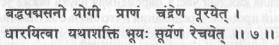 बद्धपद्मासनो योगी प्राणं चंद्रेण पूरयेत् ।
धारयित्वा यथाशक्ति भूयः सूर्येण रेचयेत् ।। ७ ।।